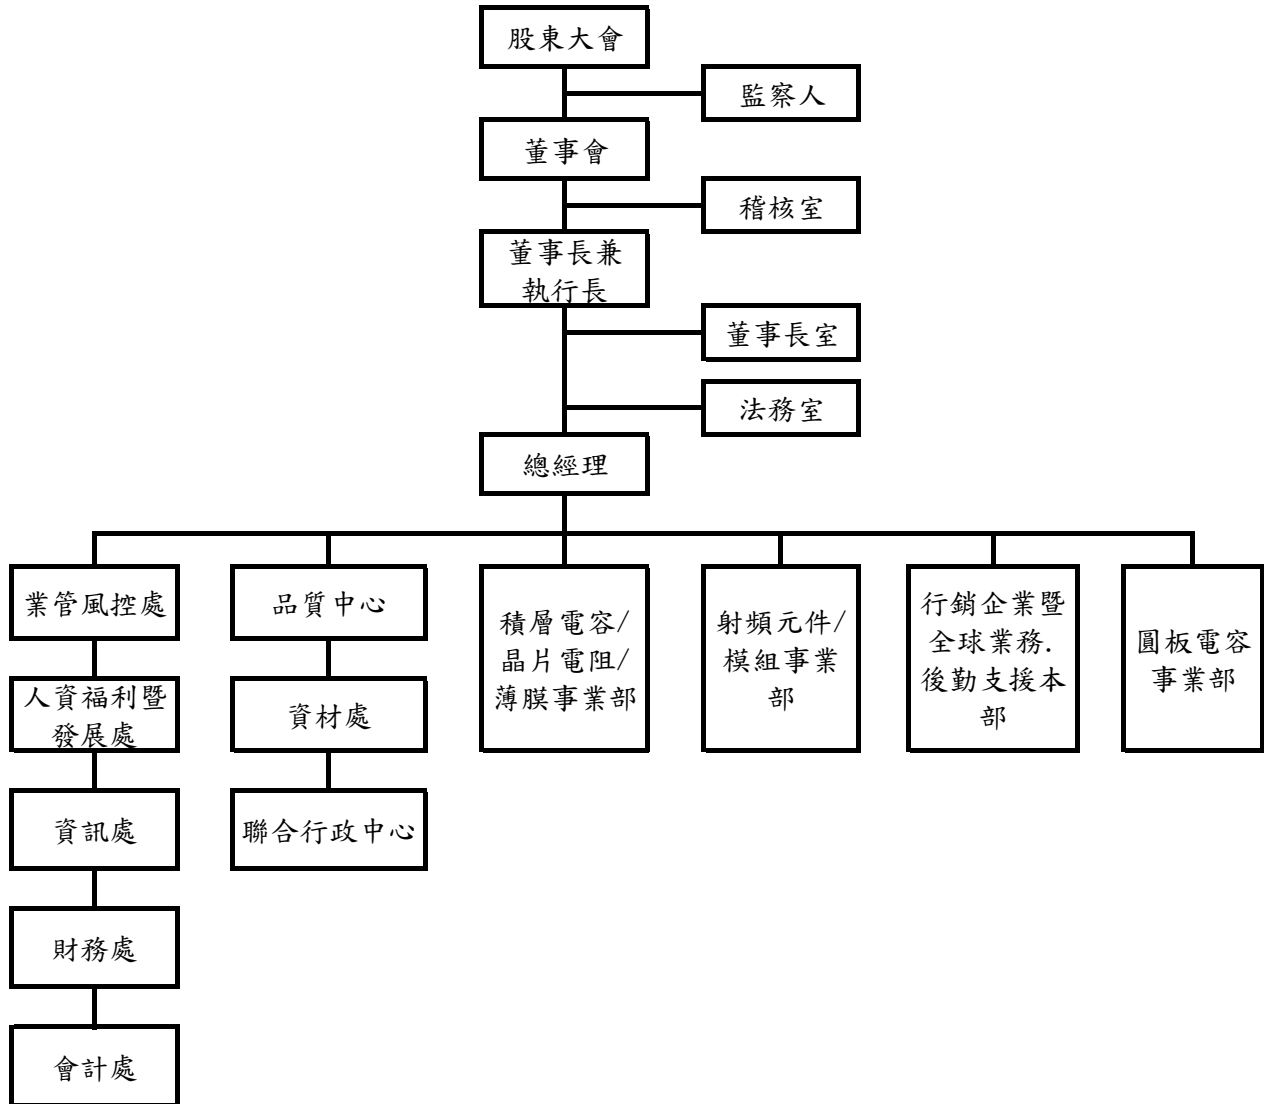 股東大會
監察人
董事會
稽核室
董事長兼
執行長
董事長室
法務室
總經理
業管風控處
品質中心
積層電容/
晶片電阻/
薄膜事業部
射頻元件/
模組事業
部
行銷企業暨
全球業務.
後勤支援本
部
圓板電容
事業部
人資福利暨
發展處
資材處
資訊處
聯合行政中心
財務處
會計處